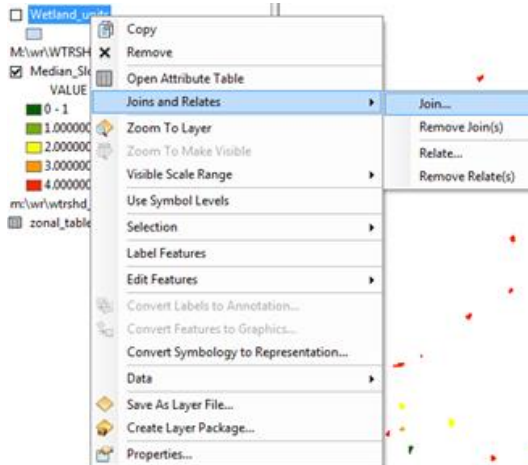 Wetland_units
Copy
M:\wr\WTRSH
Remove
Median_Sl
Open Attribute Table
VALUE
Joins and Relates
Join...
0 - 1
Zoom To Layer
Remove Join(s)
1.000000
Zoom To Make Visible
Relate...
2.000000
Visible Scale Range
Remove Relate(s)
3.000000
Use Symbol Levels
4.000000
m:\wr\wtrshd_
Selection
zonal_table
Label Features
Edit Features
Convert Labels to Annotation...
Convert Features to Graphics...
Convert Symbology to Representation...
Data
Save As Layer File...
Create Layer Package...
Properties...